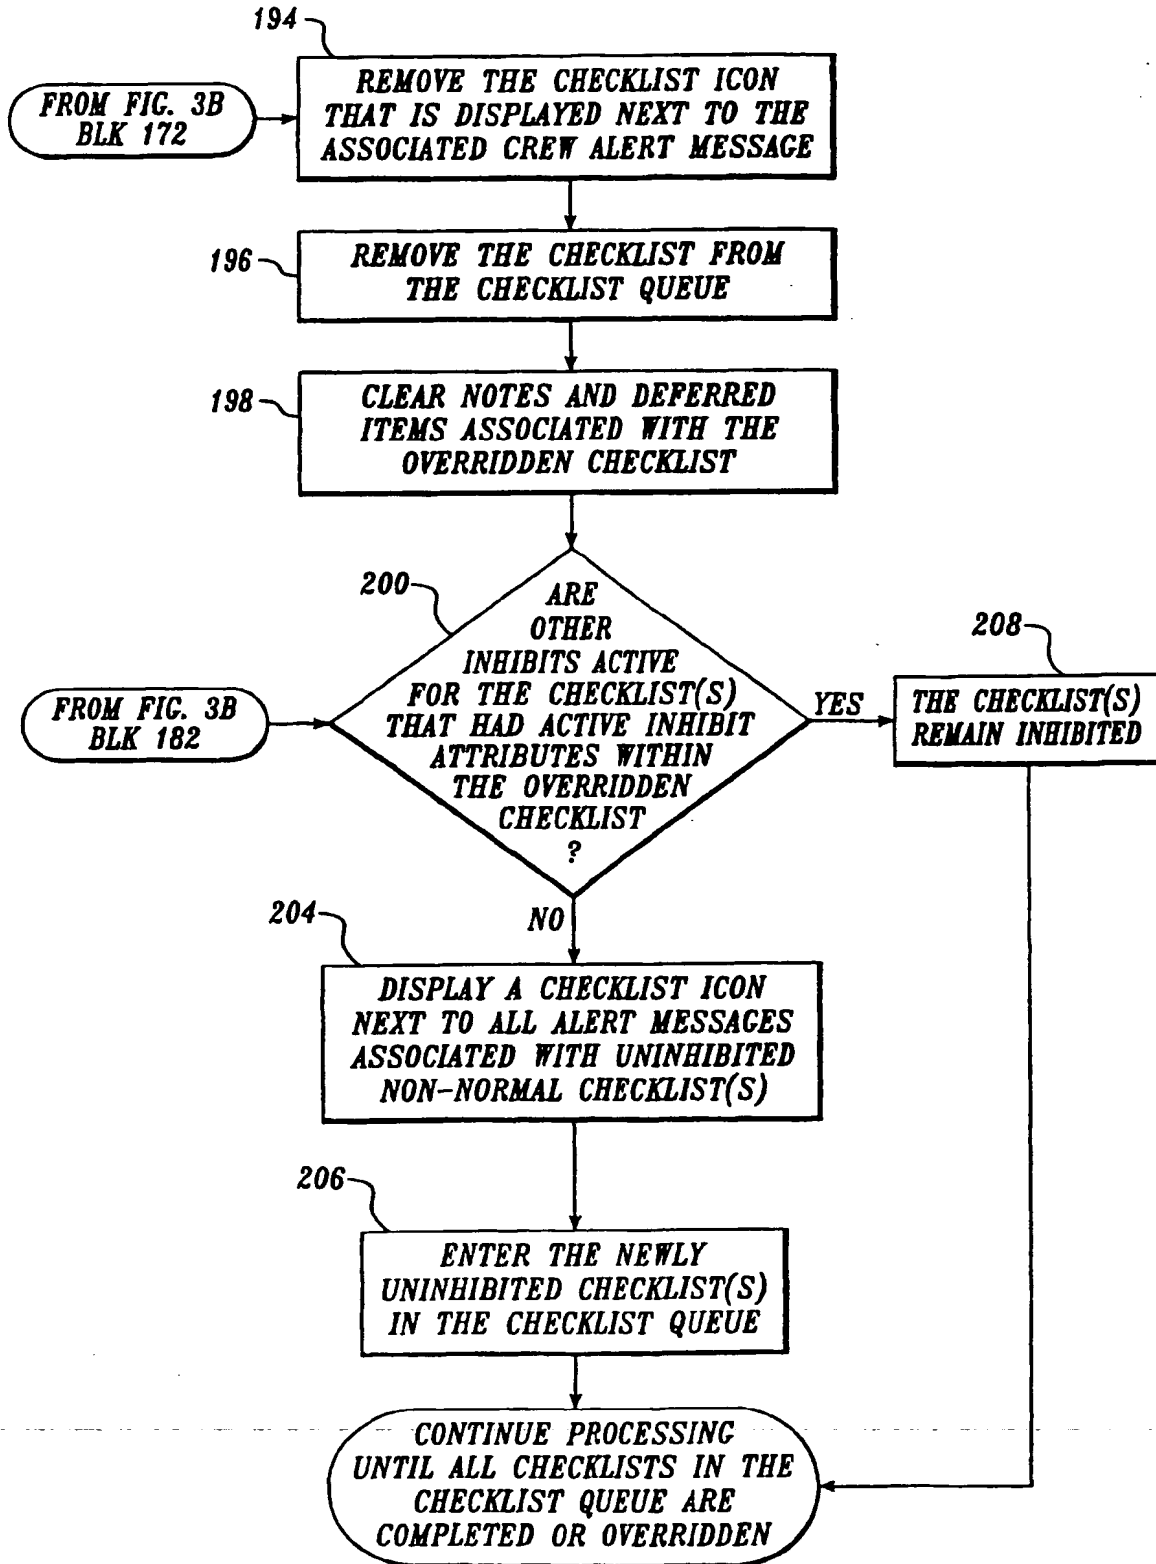 194
FROM FIG. 3B
BLK 172
REMOVE THE CHECKLIST ICON
THAT IS DISPLAYED NEXT TO THE
ASSOCIATED CREW ALERT MESSAGE
196
REMOVE THE CHECKLIST FROM
THE CHECKLIST QUEUE
198
CLEAR NOTES AND DEFERRED
ITEMS ASSOCIATED WITH THE
OVERRIDDEN CHECKLIST
200
ARE
OTHER
INHIBITS ACTIVE
FOR THE CHECKLIST(S)
THAT HAD ACTIVE INHIBIT
ATTRIBUTES WITHIN
THE OVERRIDDEN
CHECKLIST
?
FROM FIG. 3B
BLK 182
YES
208
THE CHECKLIST(S)
REMAIN INHIBITED
NO
204
DISPLAY A CHECKLIST ICON
NEXT TO ALL ALERT MESSAGES
ASSOCIATED WITH UNINHIBITED
NON-NORMAL CHECKLIST(S)
206
ENTER THE NEWLY
UNINHIBITED CHECKLIST(S)
IN THE CHECKLIST QUEUE
CONTINUE PROCESSING
UNTIL ALL CHECKLISTS IN THE
CHECKLIST QUEUE ARE
COMPLETED OR OVERRIDDEN